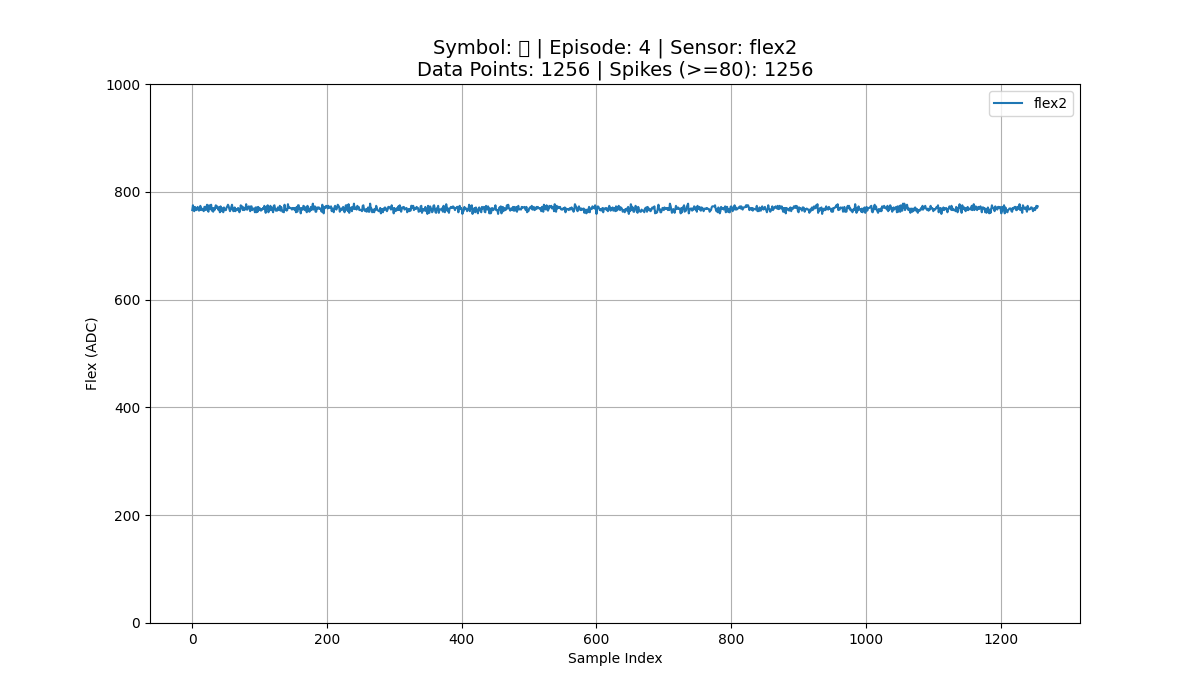 Symbol: | Episode: 4 | Sensor: flex2
Data Points: 1256 | Spikes (>=80): 1256
flex2
1000
800
600
400
200
0
Flex (ADC)
0 200 400 600 800 1000 1200
Sample Index